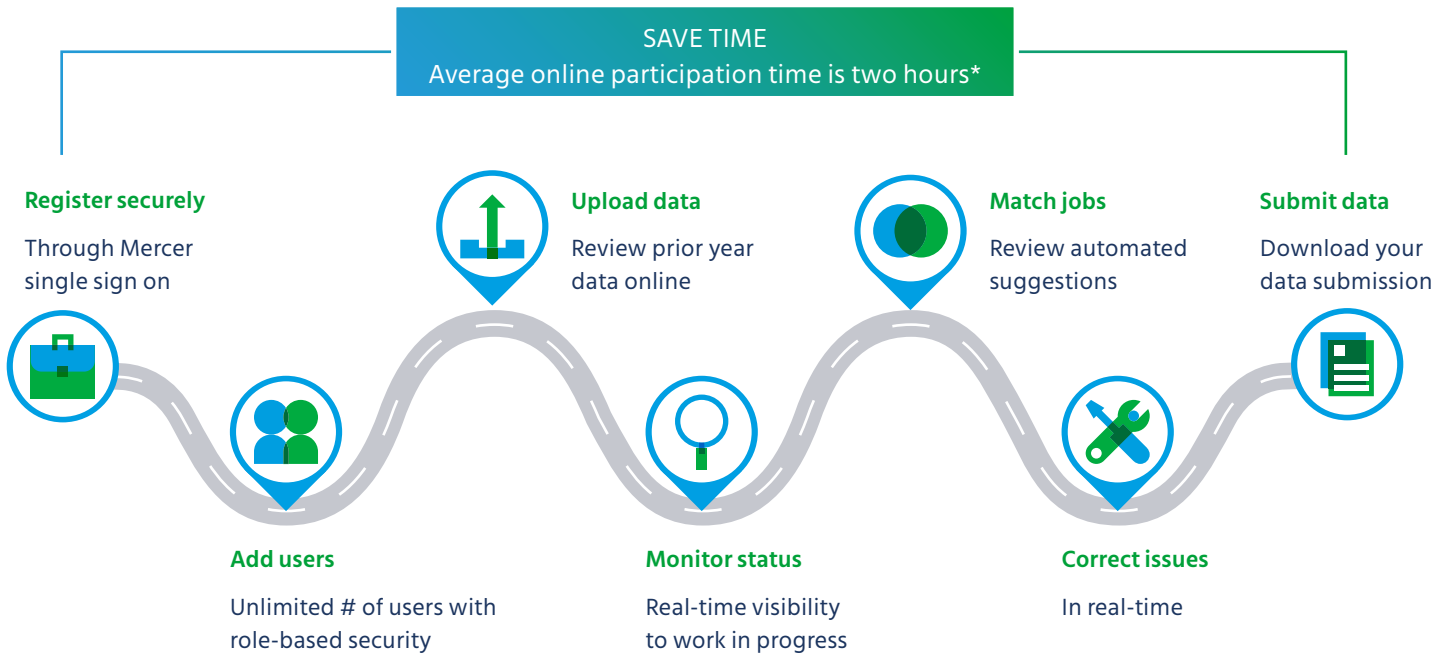 SAVE TIME
Average online participation time is two hours*
Register securely
Through Mercer
single sign on
Add users
Unlimited # of users with
role-based security
Upload data
Review prior year
data online
Monitor status
Real-time visibility
to work in progress
Match jobs
Review automated
suggestions
Correct issues
In real-time
Submit data
Download your
data submission